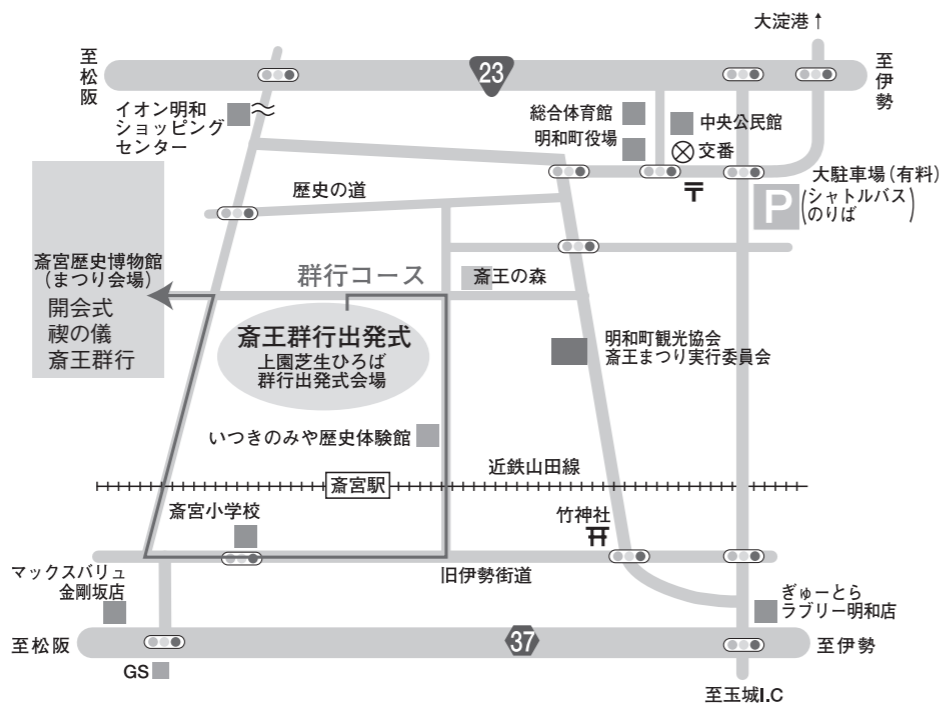 大淀港↑
至松阪
23
至伊勢
イオン明和
ショッピング
センター
総合体育館
明和町役場
中央公民館
交番
大駐車場(有料)
P
(シャトルバス
のりば)
歴史の道
斎宮歴史博物館
(まつり会場)
開会式
禊の儀
斎王群行
群行コース
斎王の森
斎王群行出発式
上園芝生ひろば
群行出発式会場
明和町観光協会
斎王まつり実行委員会
いつきのみや歴史体験館
近鉄山田線
斎宮駅
斎宮小学校
竹神社
旧伊勢街道
マックスバリュ
金剛坂店
ぎゅーとら
ラブリー明和店
至松阪
37
至伊勢
GS
至玉城I.C